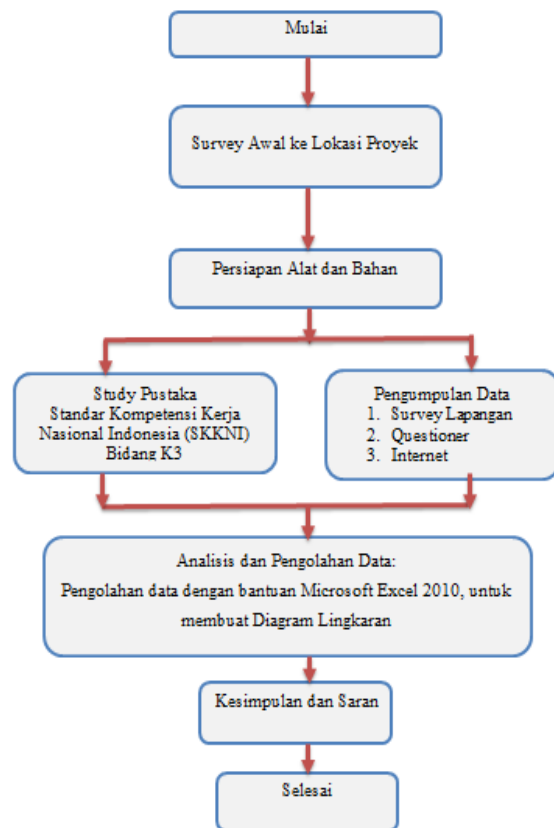 Mulai
Survey Awal ke Lokasi Proyek
Persiapan Alat dan Bahan
Study Pustaka
Standar Kompetensi Kerja
Nasional Indonesia (SKKNI)
Bidang K3
Pengumpulan Data
1. Survey Lapangan
2. Questioner
3. Internet
Analisis dan Pengolahan Data:
Pengolahan data dengan bantuan Microsoft Excel 2010, untuk
membuat Diagram Lingkaran
Kesimpulan dan Saran
Selesai